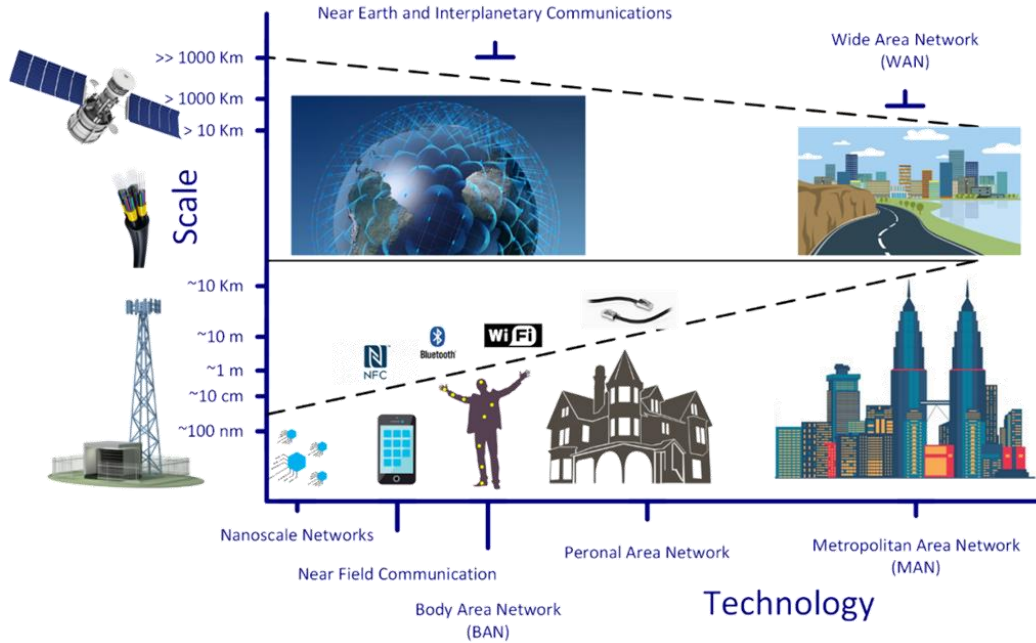 Near Earth and Interplanetary Communications
Wide Area Network
(WAN)
>> 1000 Km
> 1000 Km
> 10 Km
Scale
~10 Km
~10 m
~1 m
~10 cm
~100 nm
NFC
Bluetooth
WiFi
Nanoscale Networks
Near Field Communication
Body Area Network
(BAN)
Peronal Area Network
Metropolitan Area Network
(MAN)
Technology